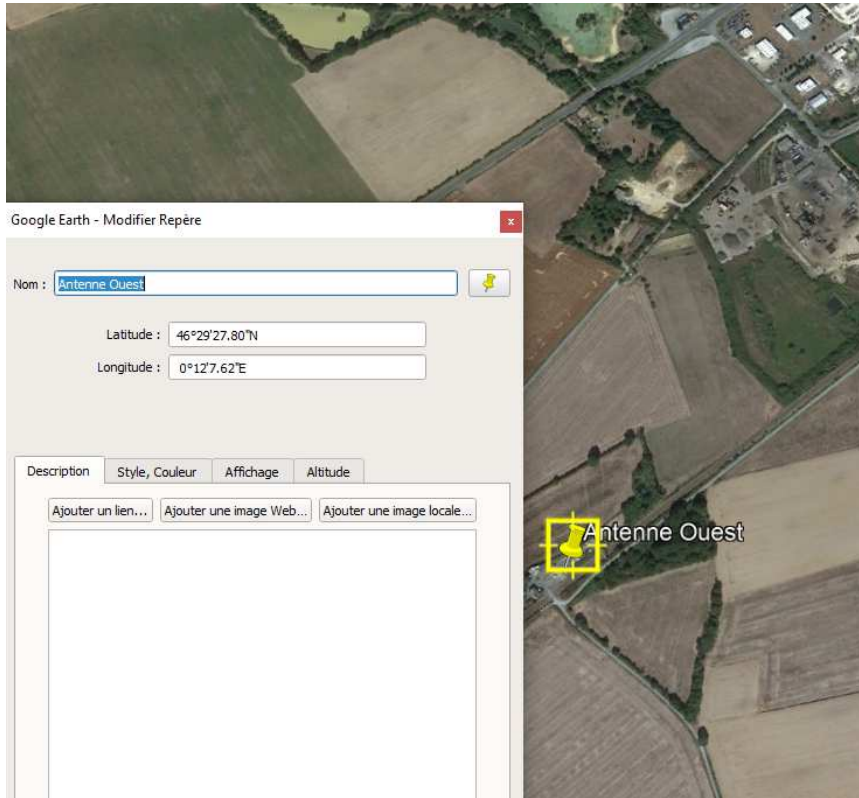 Google Earth - Modifier Repère
x
Nom : Antenne Ouest
Latitude : 46°29'27.80"N
Longitude : 0°12'7.62"E
Description Style, Couleur Affichage Altitude
Ajouter un lien... Ajouter une image Web... Ajouter une image locale...
Antenne Ouest